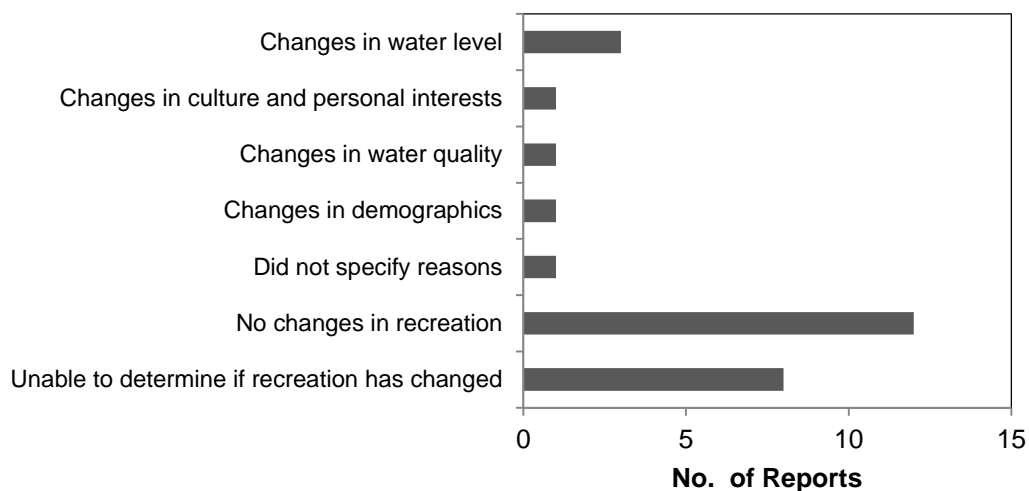 Changes in water level
Changes in culture and personal interests
Changes in water quality
Changes in demographics
Did not specify reasons
No changes in recreation
Unable to determine if recreation has changed
0 5 10 15
No. of Reports